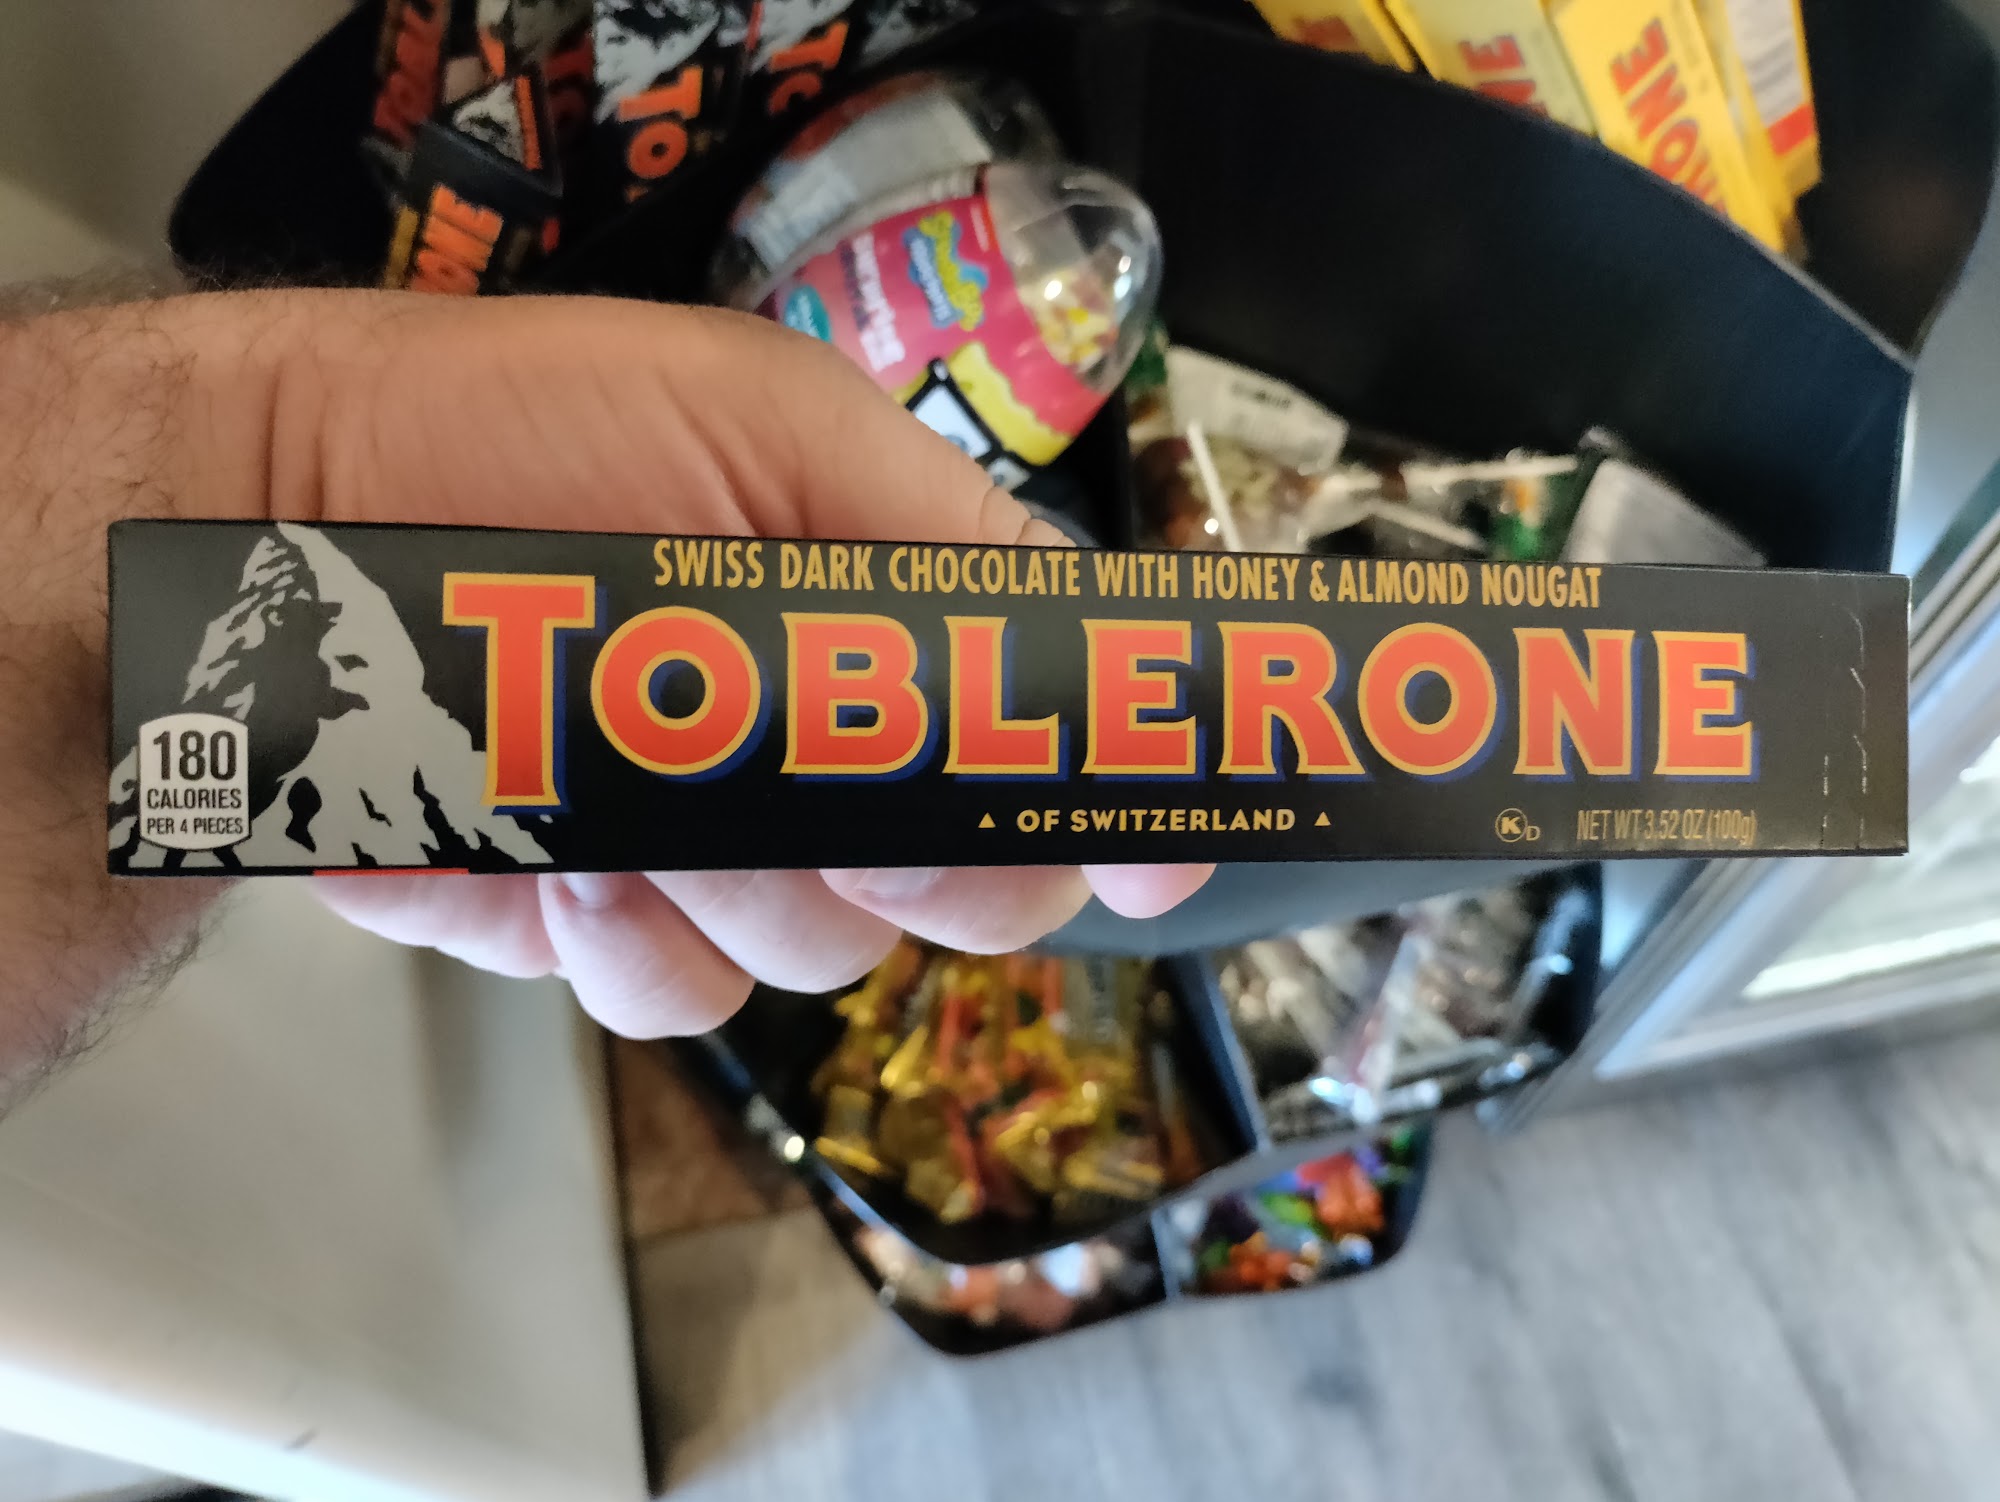 SWISS DARK CHOCOLATE WITH HONEY & ALMOND NOUGAT
TOBLERONE
180
CALORIES
PER 4 PIECES
OF SWITZERLAND
K D
NET WT 3.52 OZ (100g)